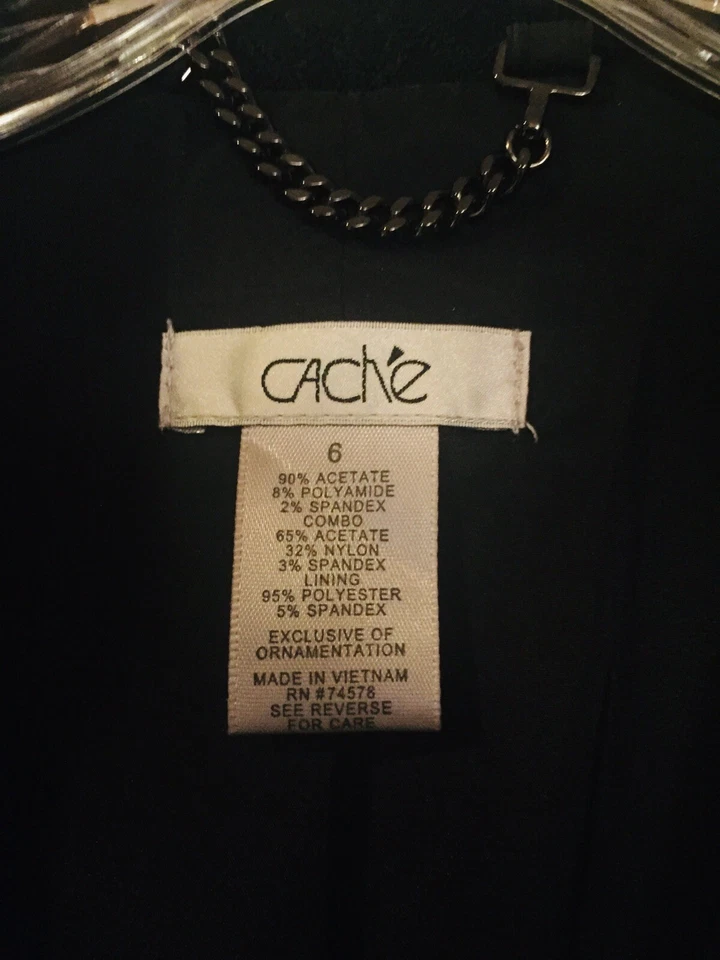 Caché
6
90% ACETATE
8% POLYAMIDE
2% SPANDEX
COMBO
65% ACETATE
32% NYLON
3% SPANDEX
LINING
95% POLYESTER
5% SPANDEX
EXCLUSIVE OF
ORNAMENTATION
MADE IN VIETNAM
RN #74578
SEE REVERSE
FOR CARE